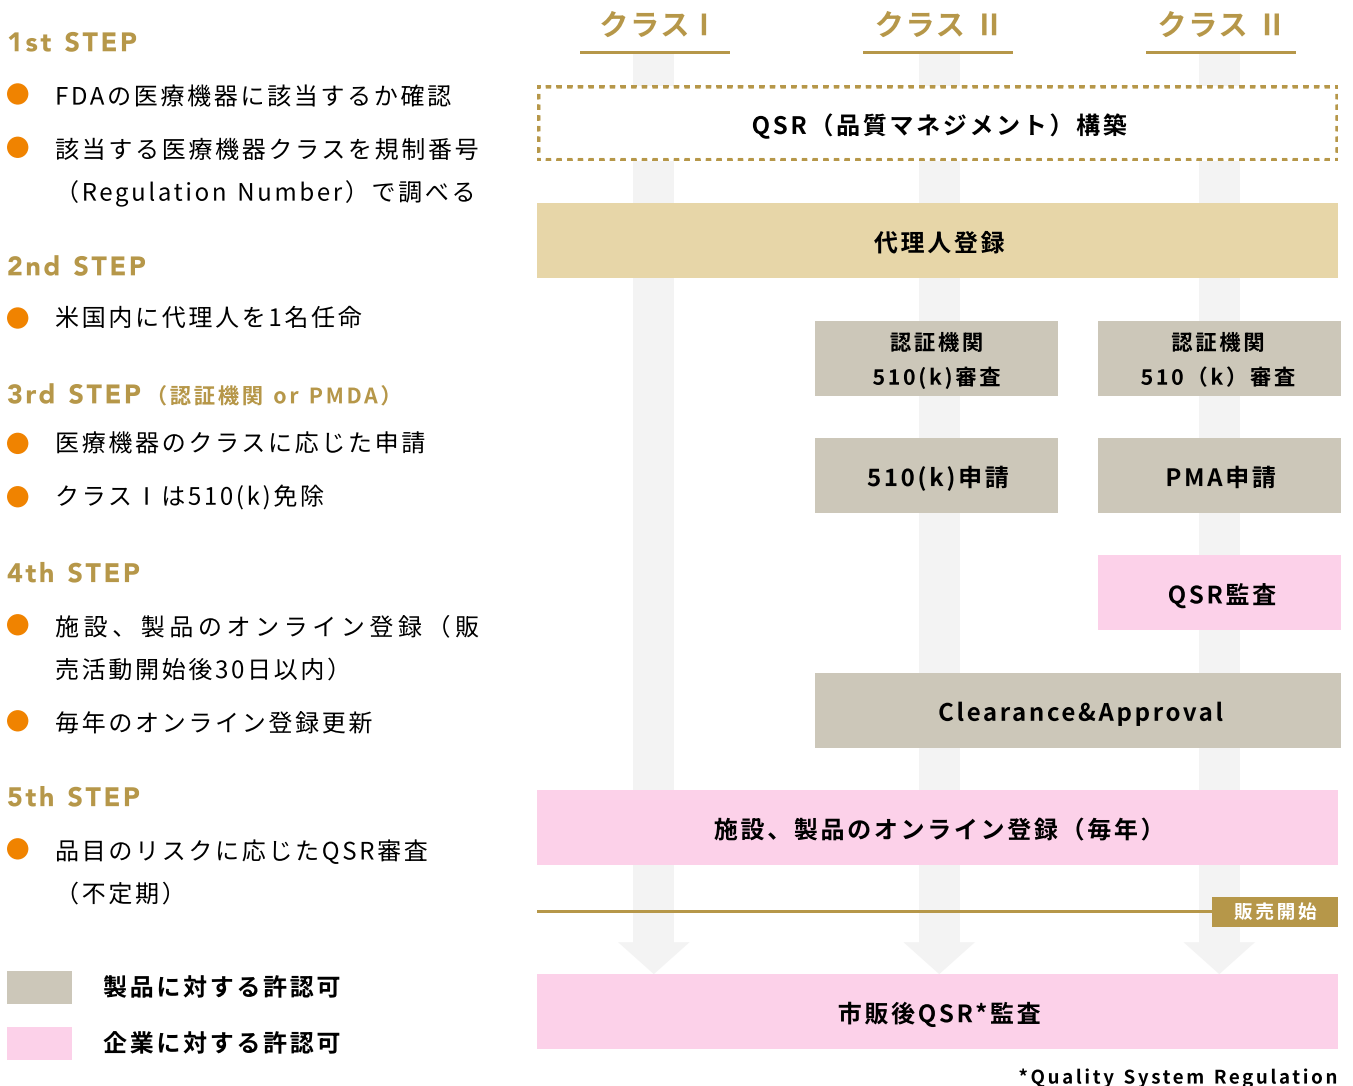 1st STEP
FDAの医療機器に該当するか確認
該当する医療機器クラスを規制番号
（Regulation Number）で調べる
2nd STEP
米国内に代理人を1名任命
3rd STEP（認証機関 or PMDA）
医療機器のクラスに応じた申請
クラスⅠは510(k)免除
4th STEP
施設、製品のオンライン登録（販
売活動開始後30日以内）
毎年のオンライン登録更新
5th STEP
品目のリスクに応じたQSR審査
（不定期）
製品に対する許認可
企業に対する許認可
クラスⅠ
クラス Ⅱ
クラス Ⅱ
QSR（品質マネジメント）構築
代理人登録
認証機関
510(k)審査
認証機関
510（k）審査
510(k)申請
PMA申請
QSR監査
Clearance&Approval
施設、製品のオンライン登録（毎年）
販売開始
市販後QSR*監査
*Quality System Regulation